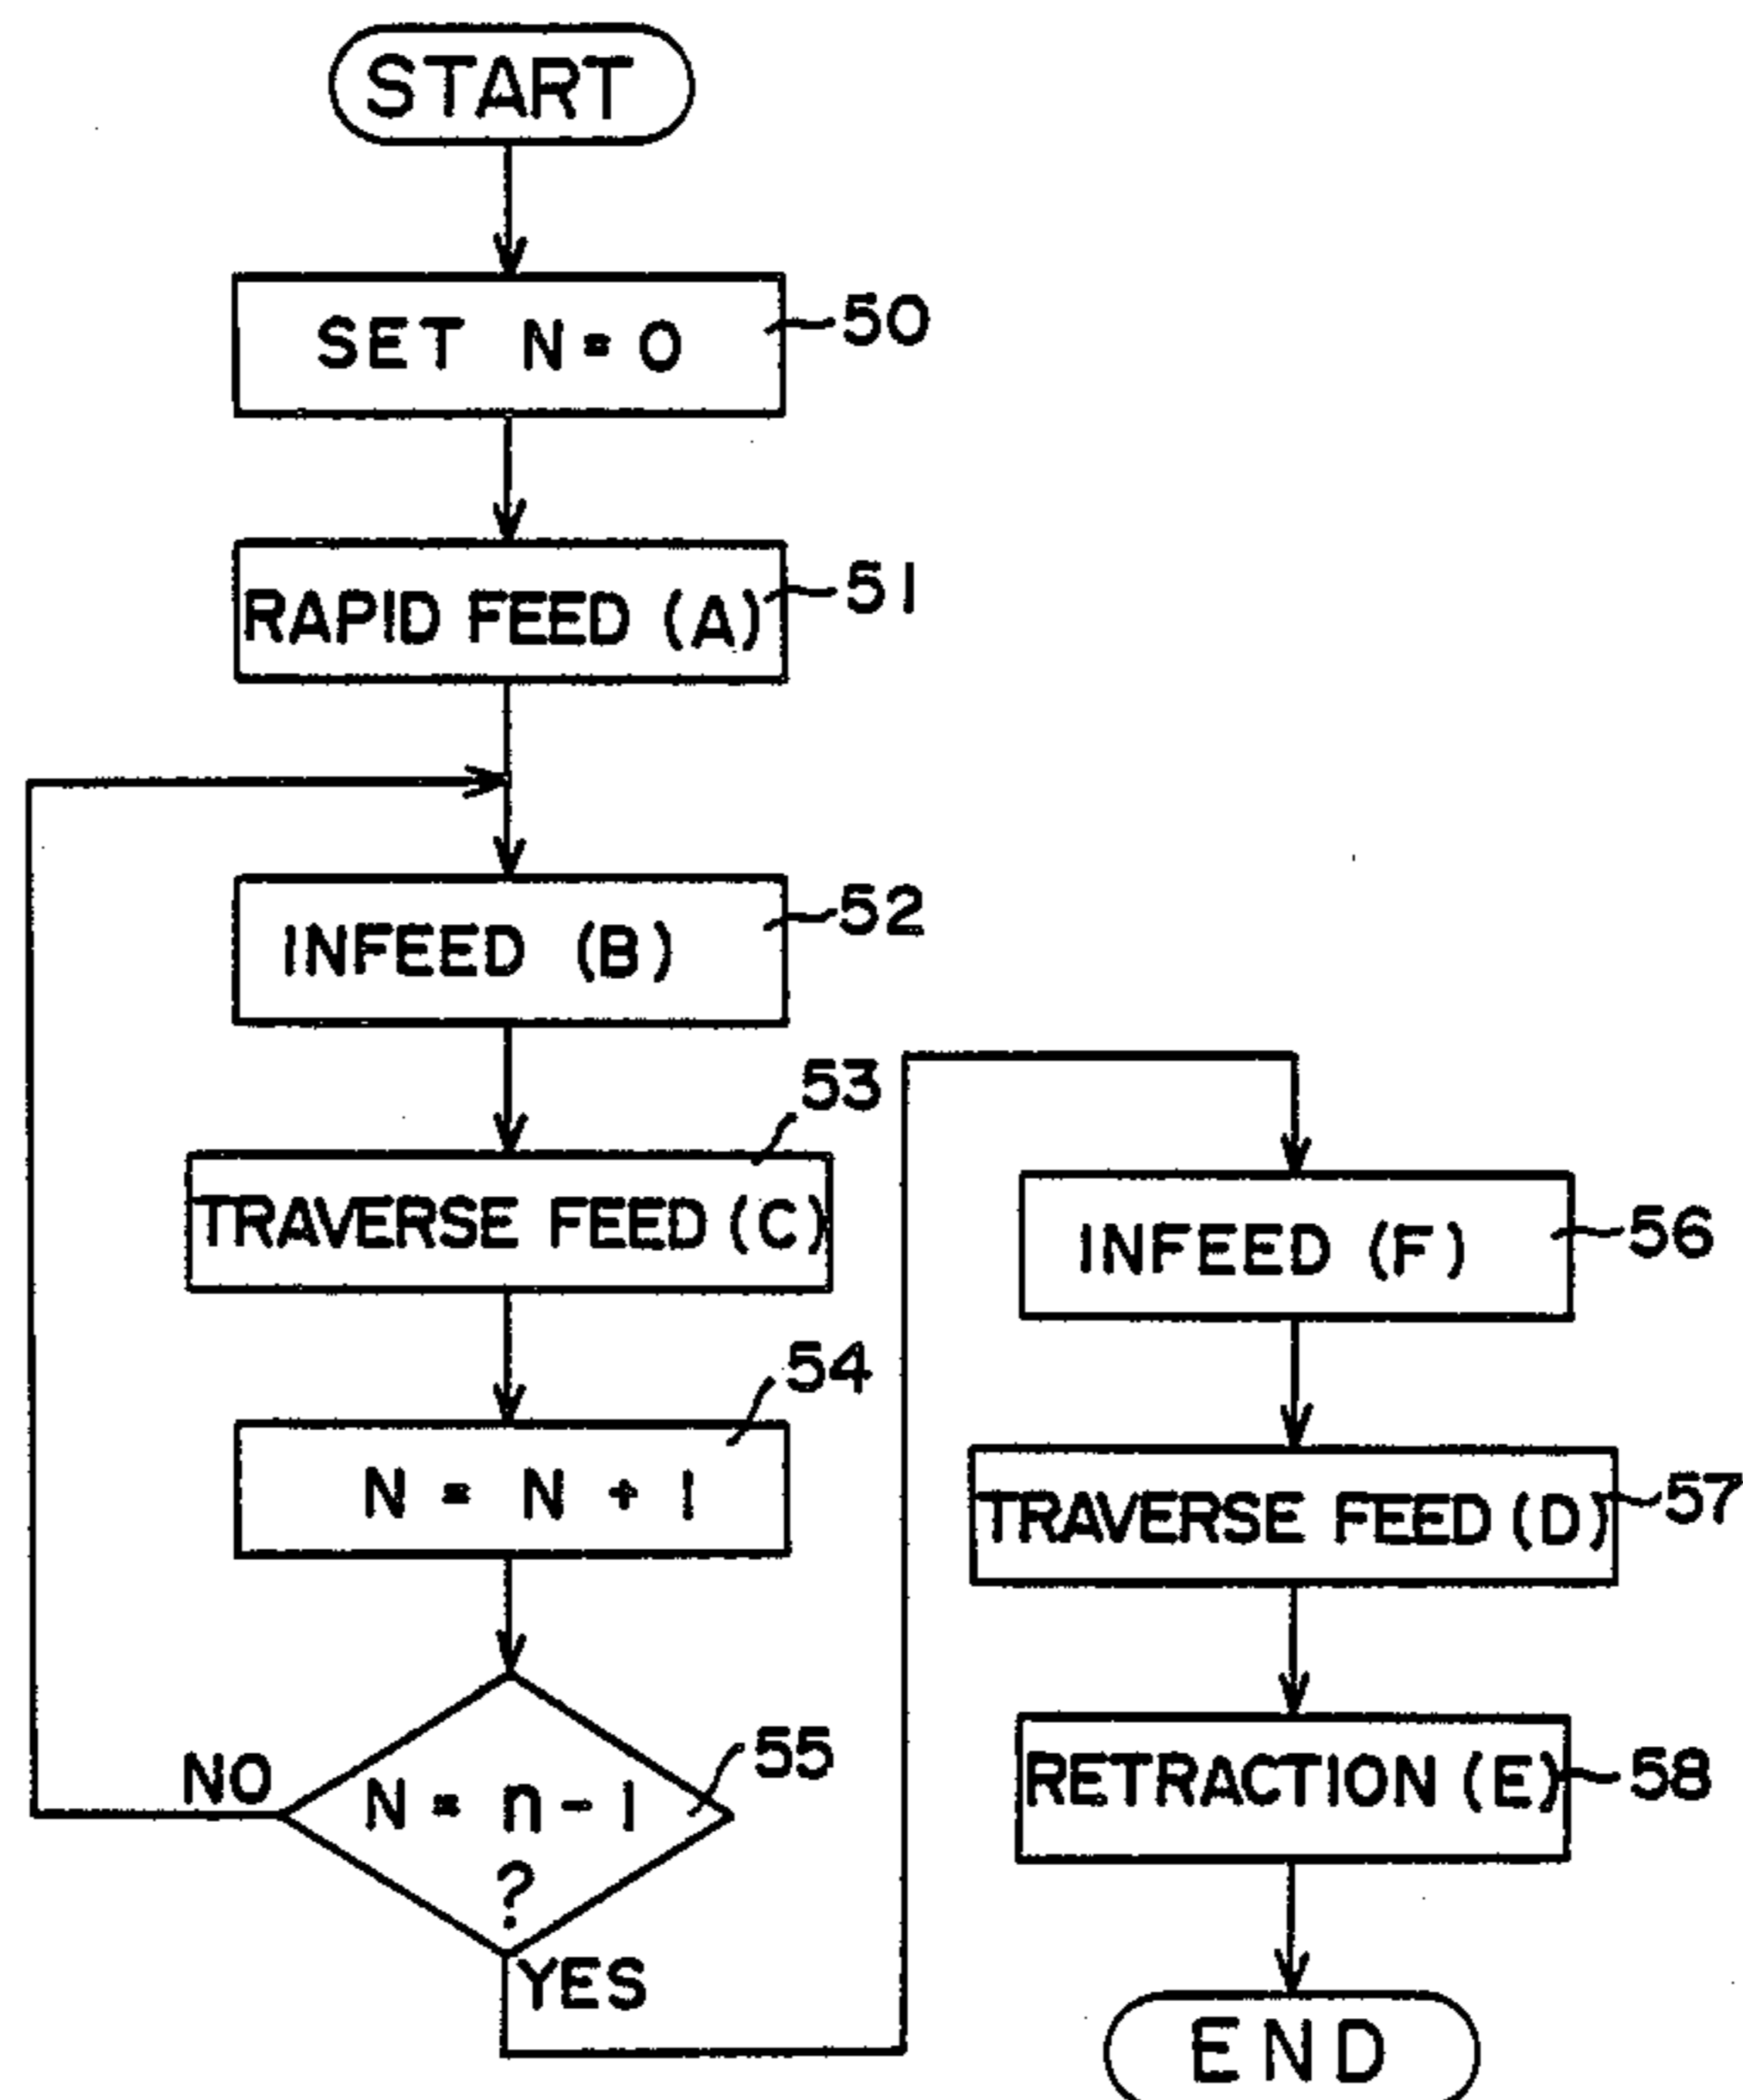 START
SET N = 0
50
RAPID FEED (A)
51
INFEED (B)
52
53
TRAVERSE FEED (C)
54
N = N + 1
55
NO
N = n - 1
?
YES
INFEED (F)
56
TRAVERSE FEED (D)
57
RETRACTION (E)
58
END